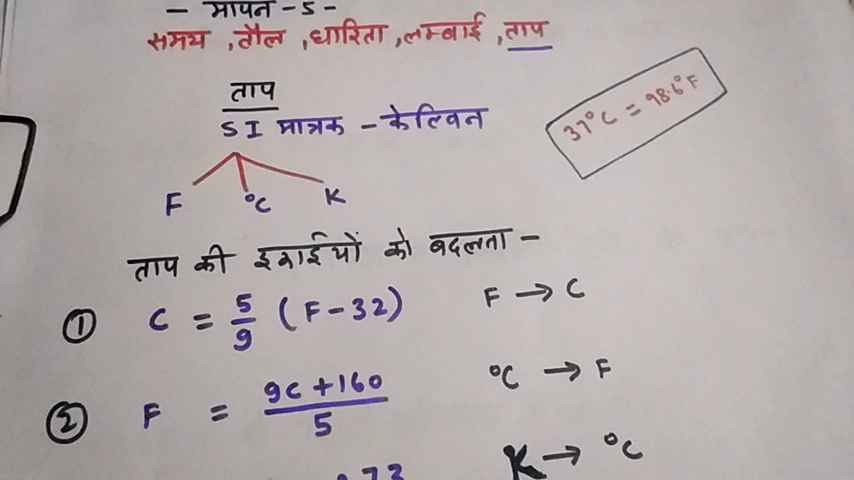 - मापन - 5 -
समय , तौल , धारिता , लम्बाई , ताप
ताप
SI मात्रक - केल्विन
37°C = 98.6°F
F °C K
ताप की इकाईयों को बदलता -
① C = 5/9 (F - 32) F → C
② F = 9C + 160 / 5 °C → F
K → °C